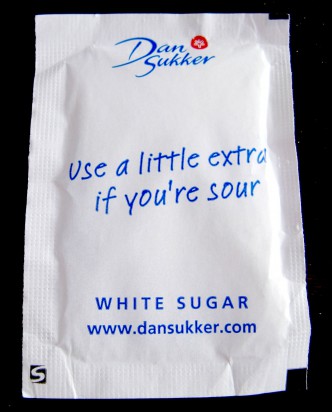 Dan
Sukker
Use a little extra
if you're sour
WHITE SUGAR
www.dansukker.com
S